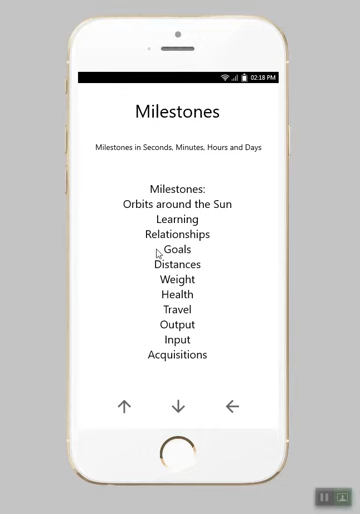 02:18 PM
Milestones
Milestones in Seconds, Minutes, Hours and Days
Milestones:
Orbits around the Sun
Learning
Relationships
Goals
Distances
Weight
Health
Travel
Output
Input
Acquisitions